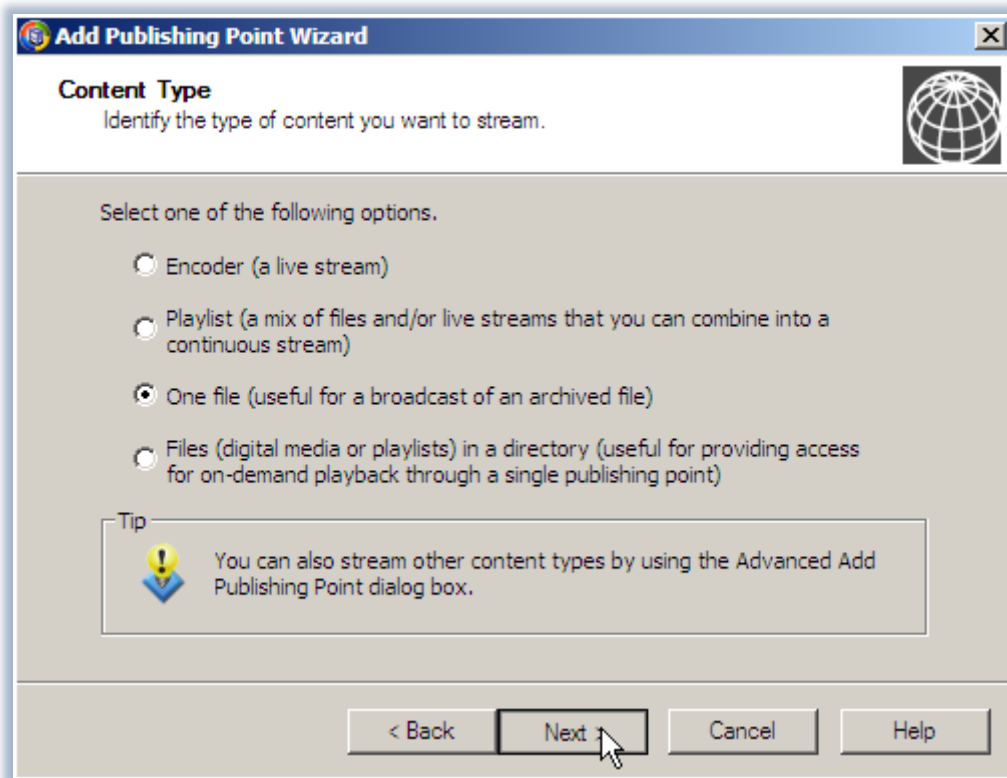 Add Publishing Point Wizard
Content Type
Identify the type of content you want to stream.
Select one of the following options.
Encoder (a live stream)
Playlist (a mix of files and/or live streams that you can combine into a
continuous stream)
One file (useful for a broadcast of an archived file)
Files (digital media or playlists) in a directory (useful for providing access
for on-demand playback through a single publishing point)
Tip
You can also stream other content types by using the Advanced Add
Publishing Point dialog box.
< Back Next > Cancel Help